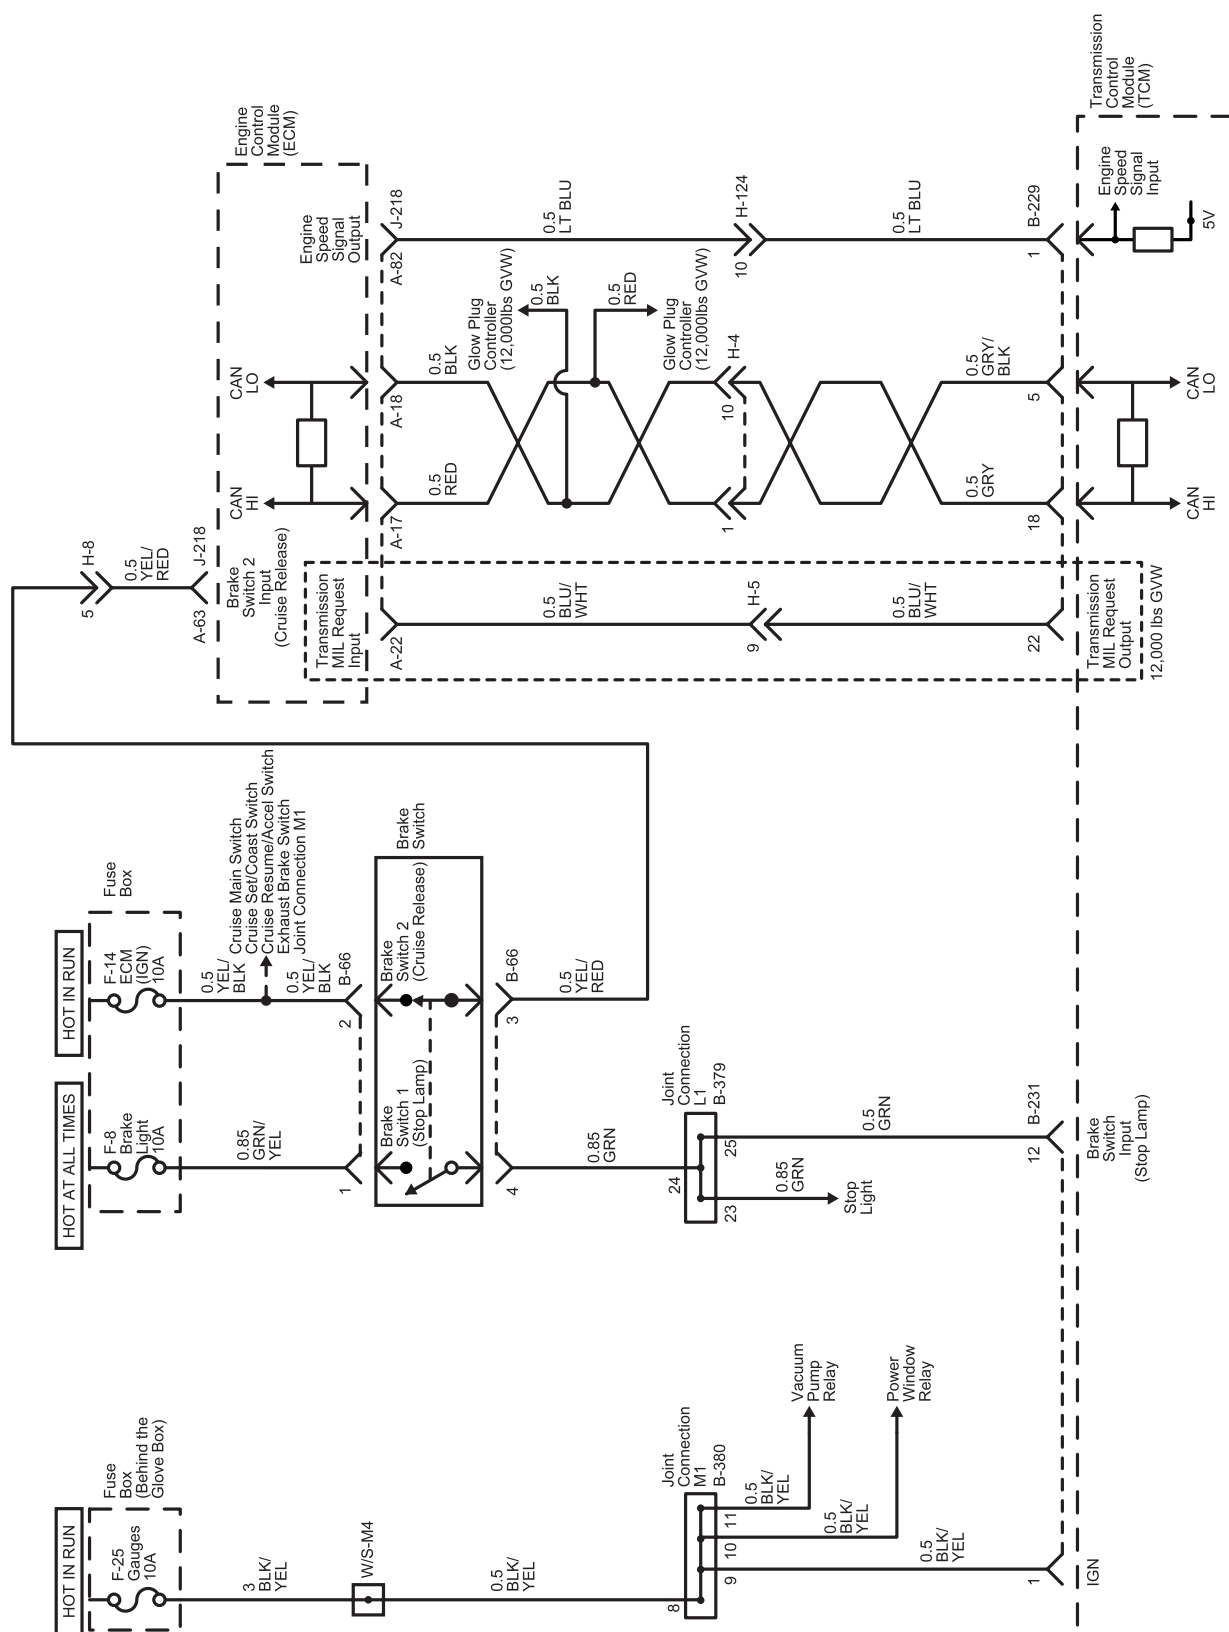 Transmission
Control
Module
(TCM)
Engine
Control
Module
(ECM)
Engine
Speed
Signal
Output
J-218
A-82
0.5
LT BLU
H-124
10
0.5
LT BLU
B-229
1
Engine
Speed
Signal
Input
5V
CAN
LO
A-18
0.5
BLK
Glow Plug
Controller
(12,000lbs GVW)
0.5
BLK
0.5
RED
Glow Plug
Controller
(12,000lbs GVW)
H-4
10
0.5
GRY/
BLK
5
CAN
LO
CAN
HI
A-17
0.5
RED
1
0.5
GRY
18
CAN
HI
H-8
5
0.5
YEL/
RED
J-218
A-63
Brake
Switch 2
Input
(Cruise Release)
Transmission
MIL Request
Input
A-22
0.5
BLU/
WHT
H-5
9
0.5
BLU/
WHT
22
Transmission
MIL Request
Output
12,000 lbs GVW
HOT IN RUN
Fuse
Box
F-14
ECM
(IGN)
10A
0.5
YEL/
BLK
Cruise Main Switch
Cruise Set/Coast Switch
Cruise Resume/Accel Switch
Exhaust Brake Switch
Joint Connection M1
0.5
YEL/
BLK
B-66
2
Brake
Switch 2
(Cruise Release)
Brake
Switch
B-66
3
0.5
YEL/
RED
HOT AT ALL TIMES
F-8
Brake
Light
10A
0.85
GRN/
YEL
1
Brake
Switch 1
(Stop Lamp)
4
0.85
GRN
Joint
Connection
L1
B-379
24
25
23
0.5
GRN
0.85
GRN
Stop
Light
B-231
12
Brake
Switch
Input
(Stop Lamp)
HOT IN RUN
Fuse
Box
(Behind the
Glove Box)
F-25
Gauges
10A
3
BLK/
YEL
W/S-M4
0.5
BLK/
YEL
Joint
Connection
M1
B-380
8
11
10
9
0.5
BLK/
YEL
Vacuum
Pump
Relay
0.5
BLK/
YEL
Power
Window
Relay
0.5
BLK/
YEL
1
IGN